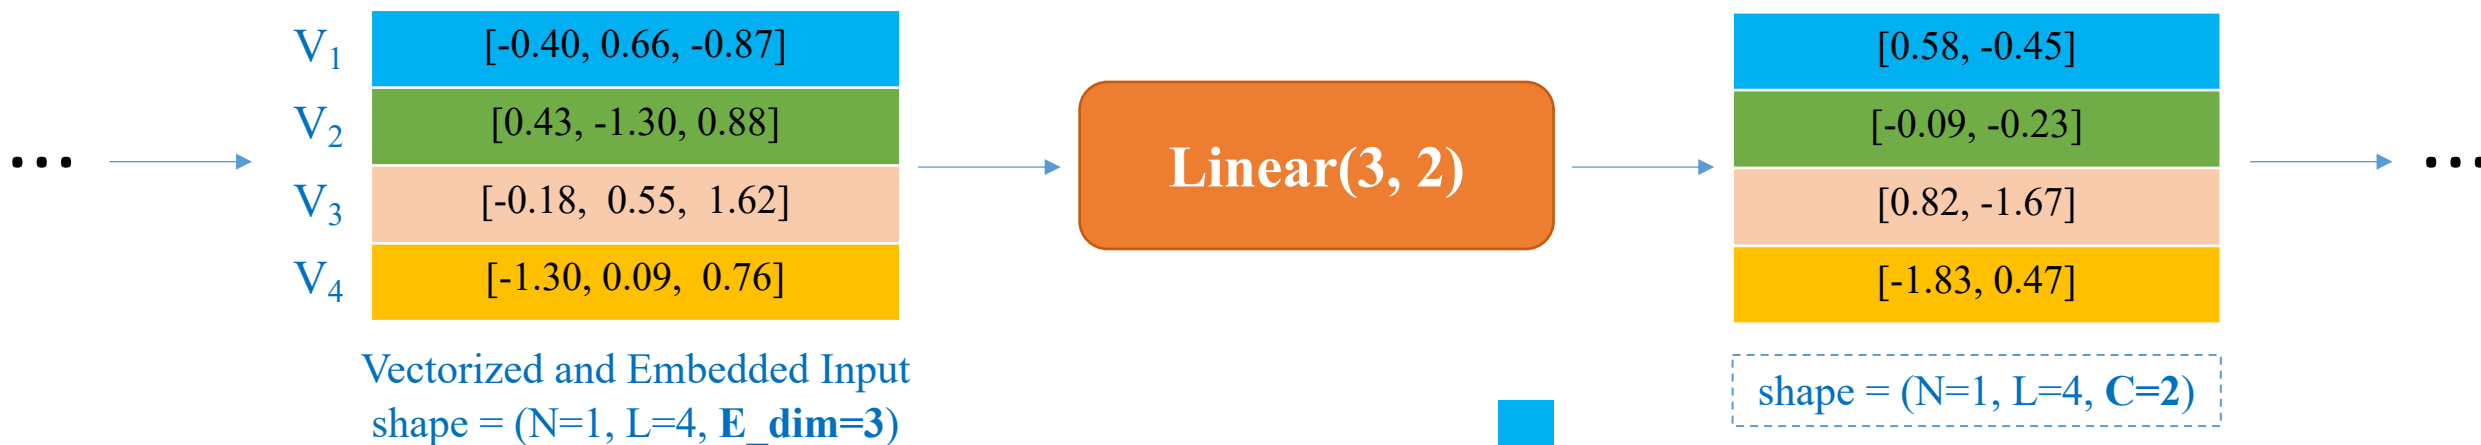 V1 [-0.40, 0.66, -0.87]
V2 [0.43, -1.30, 0.88]
V3 [-0.18, 0.55, 1.62]
V4 [-1.30, 0.09, 0.76]
Vectorized and Embedded Input
shape = (N=1, L=4, E_dim=3)
Linear(3, 2)
[0.58, -0.45]
[-0.09, -0.23]
[0.82, -1.67]
[-1.83, 0.47]
shape = (N=1, L=4, C=2)